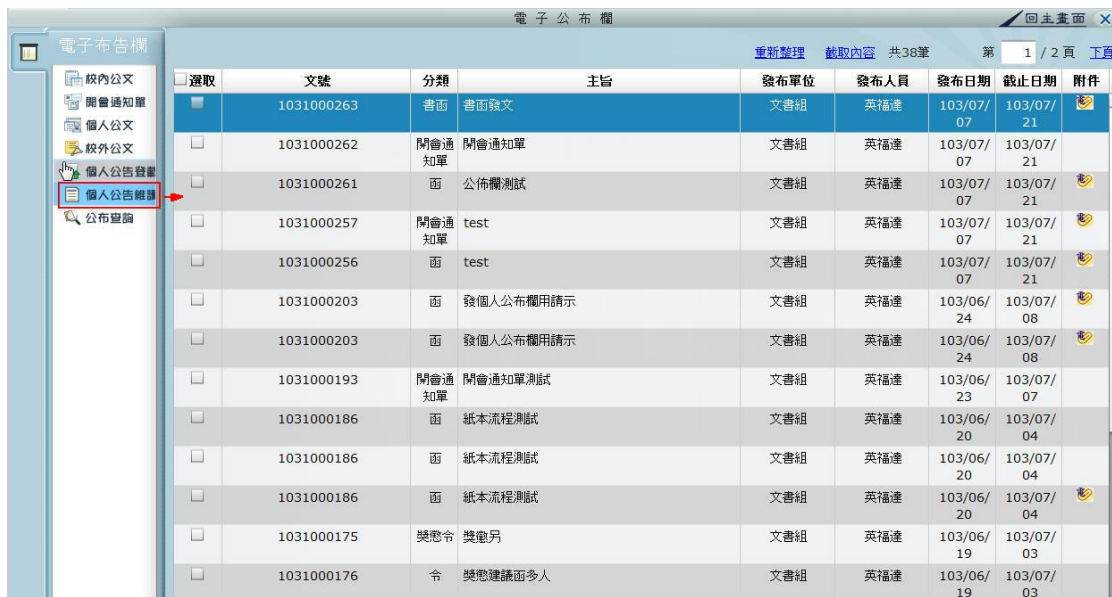 電子公布欄
回主畫面
電子布告欄
校內公文
開會通知單
個人公文
校外公文
個人公告登載
個人公告維護
公布查詢
重新整理 截取內容 共38筆 第 1 / 2 頁 下頁
選取 文號 分類 主旨 發布單位 發布人員 發布日期 截止日期 附件
1031000263 書函 書函發文 文書組 英福達 103/07/07 103/07/21
1031000262 開會通知單 開會通知單 文書組 英福達 103/07/07 103/07/21
1031000261 函 公佈欄測試 文書組 英福達 103/07/07 103/07/21
1031000257 開會通知單 test 文書組 英福達 103/07/07 103/07/21
1031000256 函 test 文書組 英福達 103/07/07 103/07/21
1031000203 函 發個人公布欄用請示 文書組 英福達 103/06/24 103/07/08
1031000203 函 發個人公布欄用請示 文書組 英福達 103/06/24 103/07/08
1031000193 開會通知單 開會通知單測試 文書組 英福達 103/06/23 103/07/07
1031000186 函 紙本流程測試 文書組 英福達 103/06/20 103/07/04
1031000186 函 紙本流程測試 文書組 英福達 103/06/20 103/07/04
1031000186 函 紙本流程測試 文書組 英福達 103/06/20 103/07/04
1031000175 獎懲令 獎徽另 文書組 英福達 103/06/19 103/07/03
1031000176 令 獎懲建議函多人 文書組 英福達 103/06/19 103/07/03